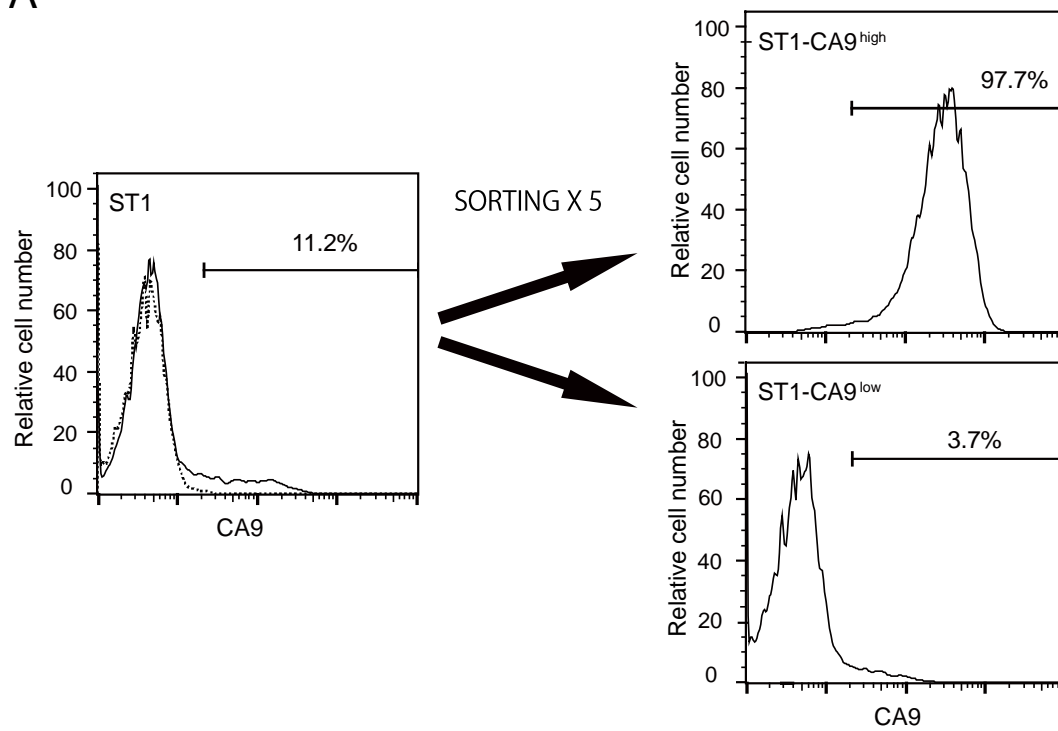 A
ST1
11.2%
100
80
60
40
20
0
Relative cell number
CA9
SORTING X 5
ST1-CA9high
97.7%
100
80
60
40
20
0
Relative cell number
ST1-CA9low
3.7%
100
80
60
40
20
0
Relative cell number
CA9